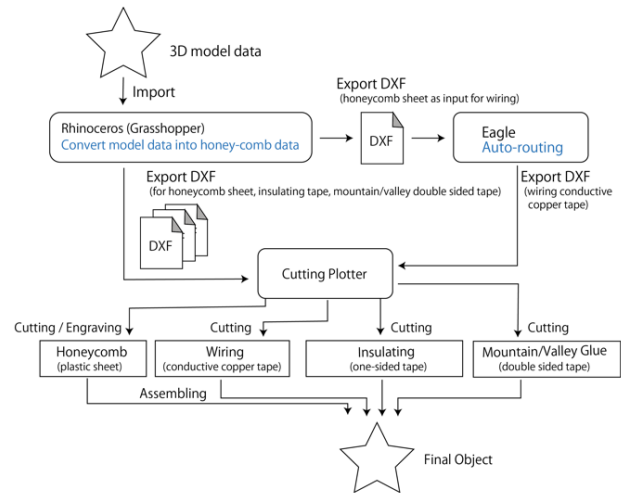 3D model data
Import
Export DXF
(honeycomb sheet as input for wiring)
Rhinoceros (Grasshopper)
Convert model data into honey-comb data
DXF
Eagle
Auto-routing
Export DXF
(for honeycomb sheet, insulating tape, mountain/valley double sided tape)
Export DXF
(wiring conductive
copper tape)
DXF
Cutting Plotter
Cutting / Engraving
Cutting
Cutting
Cutting
Honeycomb
(plastic sheet)
Wiring
(conductive copper tape)
Insulating
(one-sided tape)
Mountain/Valley Glue
(double sided tape)
Assembling
Final Object